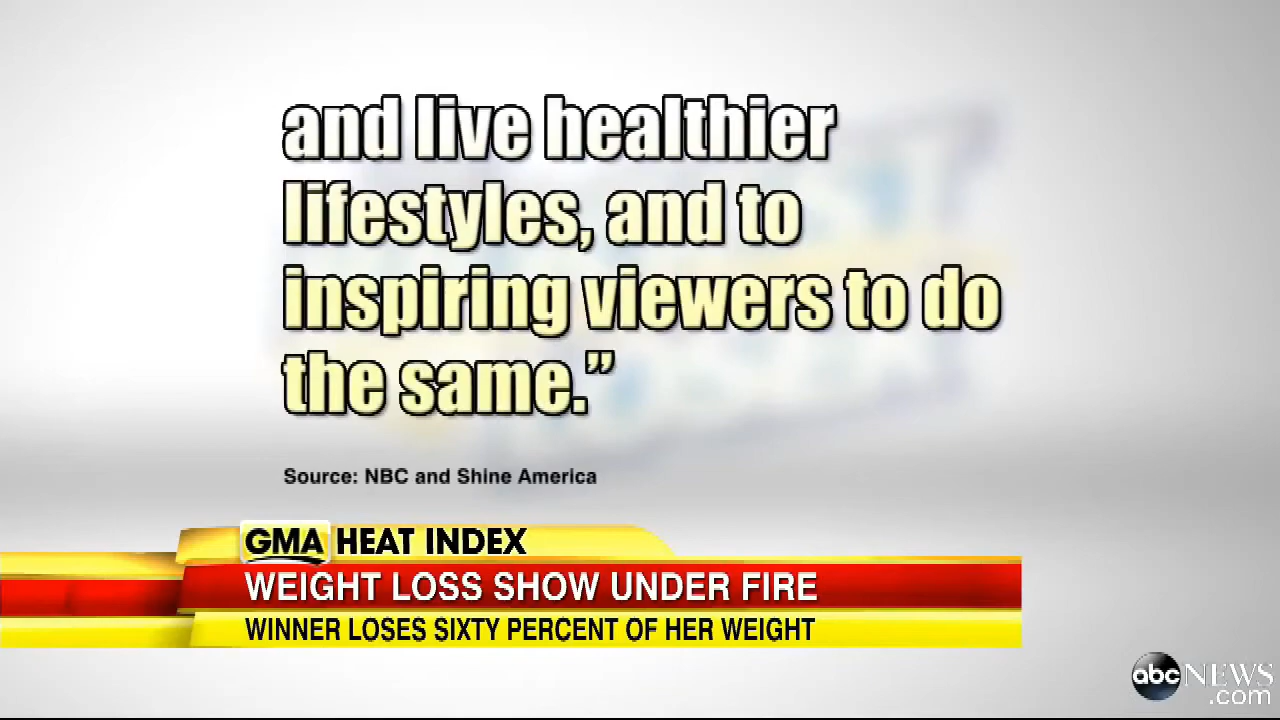 and live healthier
lifestyles, and to
inspiring viewers to do
the same.”
Source: NBC and Shine America
GMA HEAT INDEX
WEIGHT LOSS SHOW UNDER FIRE
WINNER LOSES SIXTY PERCENT OF HER WEIGHT
abc NEWS
.com